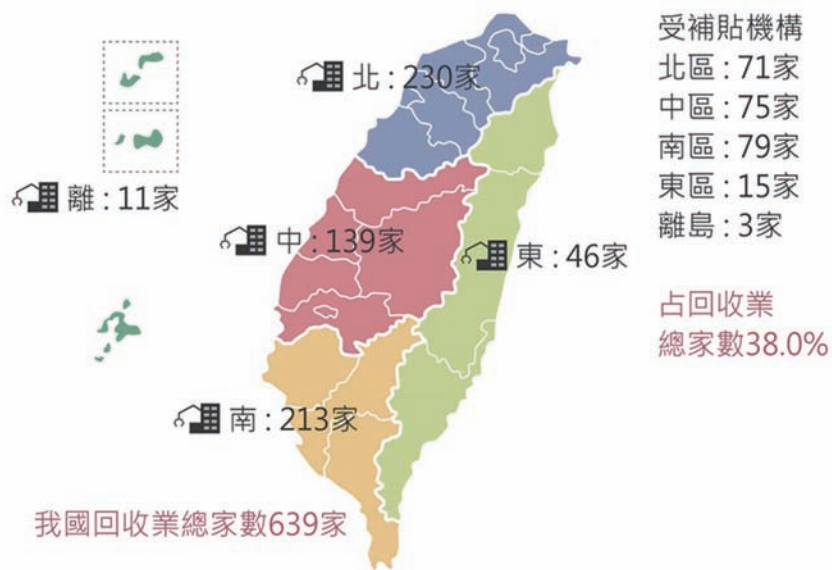 北 : 230家
離 : 11家
中 : 139家
東 : 46家
南 : 213家
我國回收業總家數639家
受補貼機構
北區 : 71家
中區 : 75家
南區 : 79家
東區 : 15家
離島 : 3家
占回收業
總家數38.0%